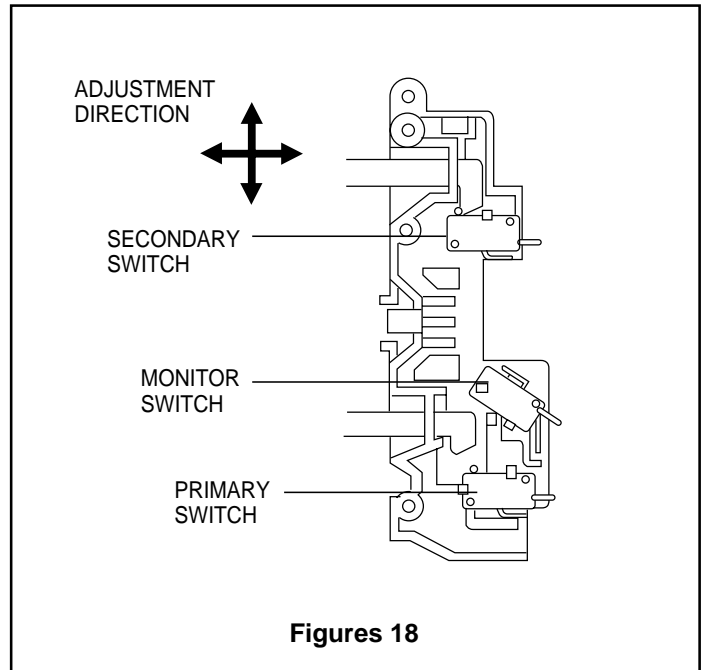 ADJUSTMENT
DIRECTION
SECONDARY
SWITCH
MONITOR
SWITCH
PRIMARY
SWITCH
Figures 18